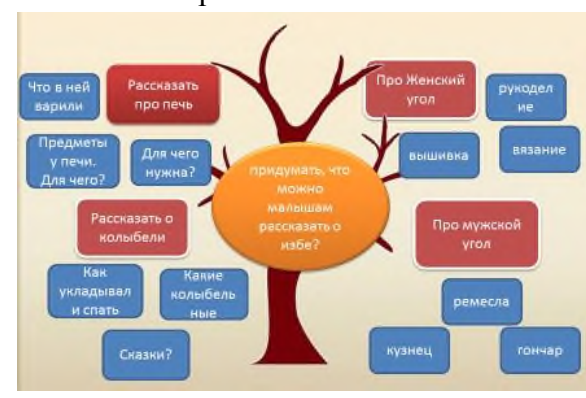 Что в ней
варили
Рассказать
про печь
Предметы
у печи.
Для чего?
Для чего
нужна?
Рассказать о
колыбели
Как
укладывал
и спать
Какие
колыбель
ные
Сказки?
придумать, что
можно
малышам
рассказать о
избе?
Про Женский
угол
рукодел
ие
вышивка
вязание
Про мужской
угол
ремесла
кузнец
гончар